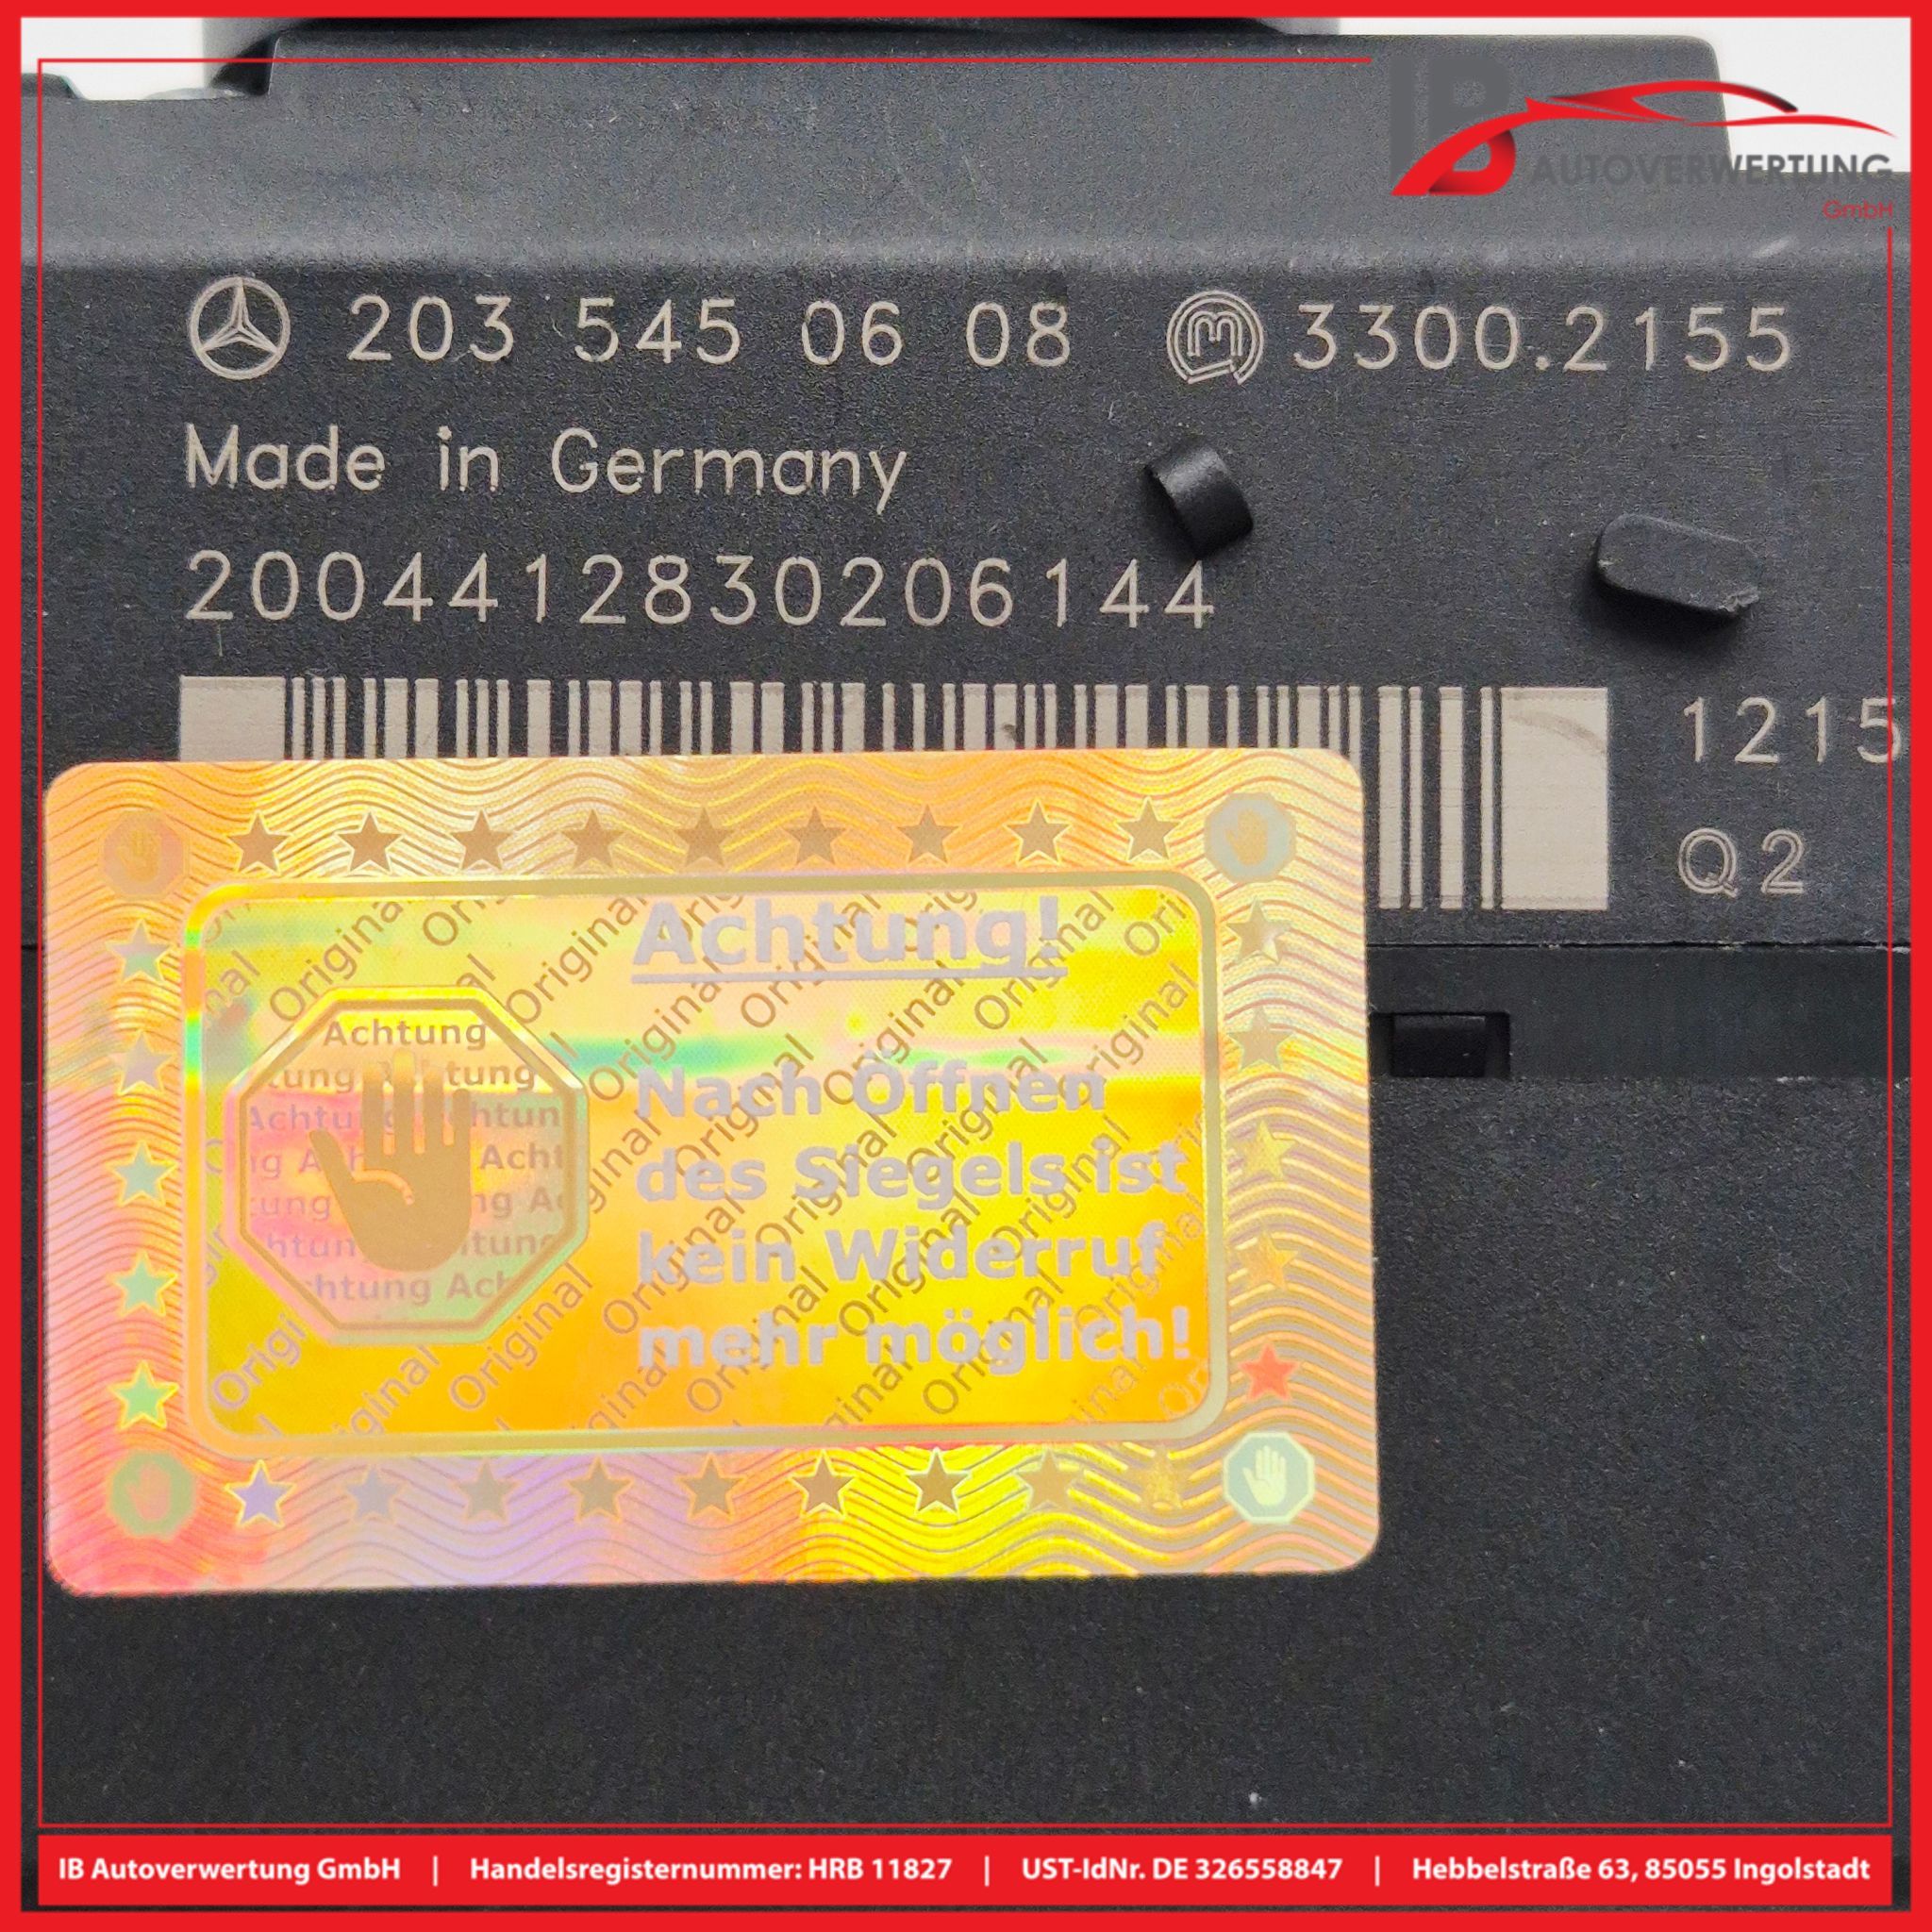 IB
AUTOVERWERTUNG
GmbH
203 545 06 08 3300.2155
Made in Germany
2004412830206144
1215
Q2
Achtung!
Achtung
Nach Öffnen
des Siegels ist
kein Widerruf
mehr möglich!
Original
IB Autoverwertung GmbH | Handelsregisternummer: HRB 11827 | UST-IdNr. DE 326558847 | Hebbelstraße 63, 85055 Ingolstadt